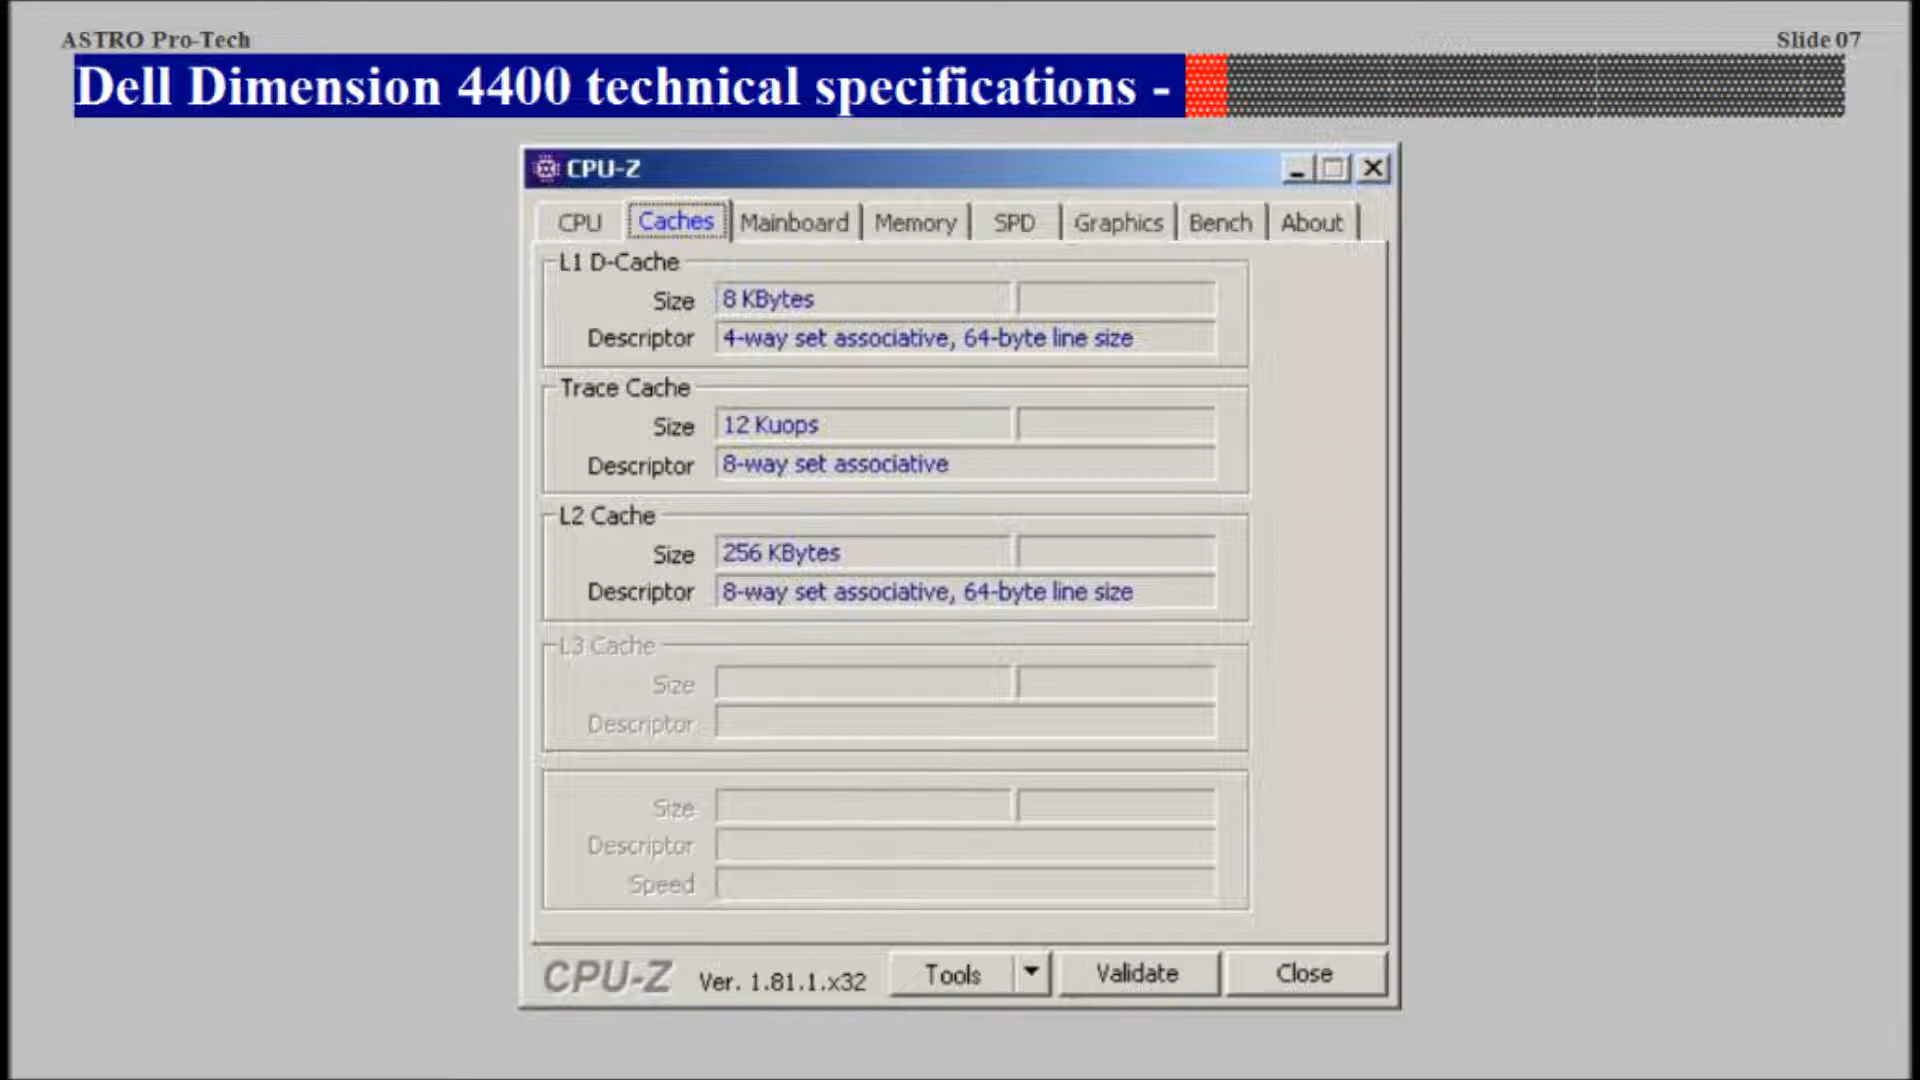 ASTRO Pro-Tech
Slide 07
Dell Dimension 4400 technical specifications -
CPU-Z
CPU Caches Mainboard Memory SPD Graphics Bench About
L1 D-Cache
Size 8 KBytes
Descriptor 4-way set associative, 64-byte line size
Trace Cache
Size 12 Kuops
Descriptor 8-way set associative
L2 Cache
Size 256 KBytes
Descriptor 8-way set associative, 64-byte line size
L3 Cache
Size
Descriptor
Size
Descriptor
Speed
CPU-Z Ver. 1.81.1.x32 Tools Validate Close